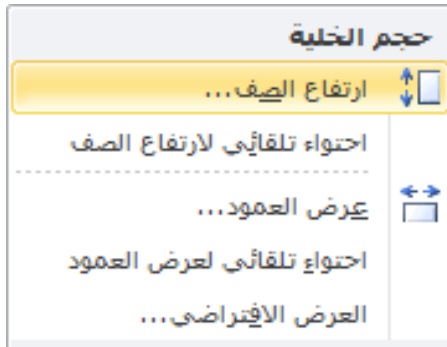 حجم الخلية
ارتفاع الصف...
احتواء تلقائي لارتفاع الصف
عرض العمود...
احتواء تلقائي لعرض العمود
العرض الافتراضي...